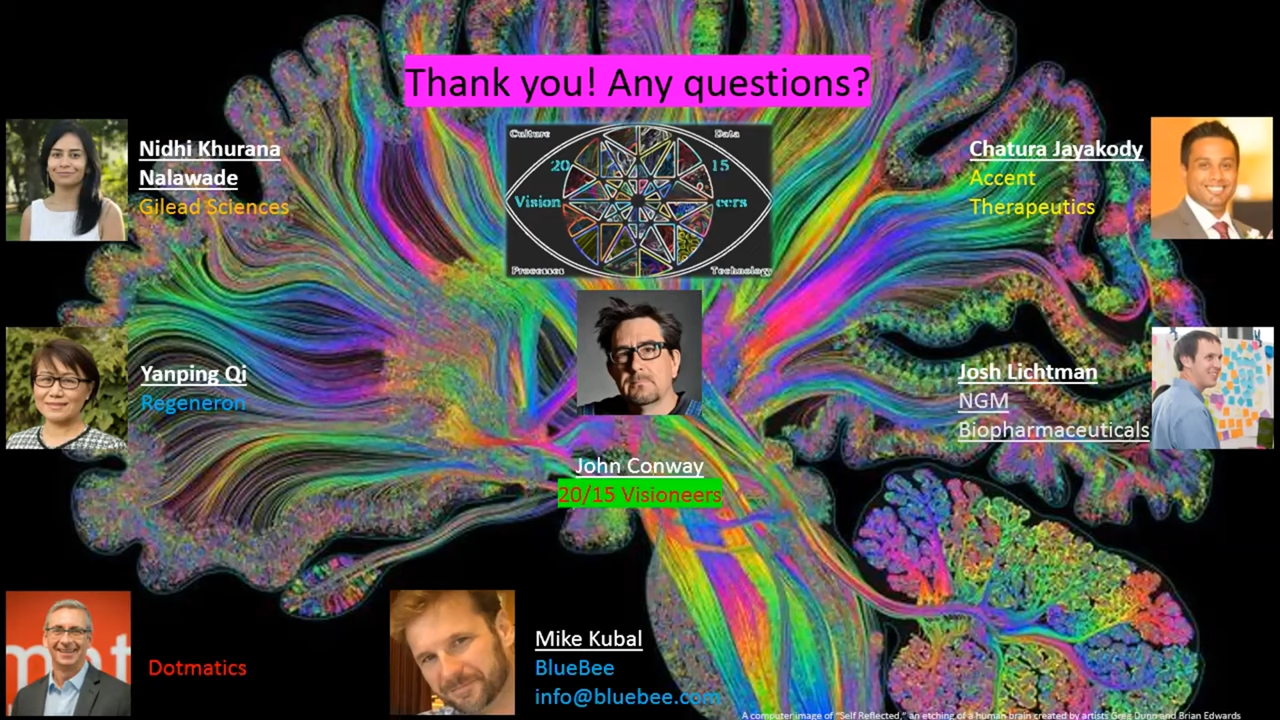 Thank you! Any questions?
Culture
Data
20
15
Vision
eers
Processes
Technology
Nidhi Khurana
Nalawade
Gilead Sciences
Chatura Jayakody
Accent
Therapeutics
Yanping Qi
Regeneron
Josh Lichtman
NGM
Biopharmaceuticals
John Conway
20/15 Visioneers
Dotmatics
Mike Kubal
BlueBee
info@bluebee.com
A computer image of "Self Reflected," an etching of a human brain created by artists Greg Dunn and Brian Edwards